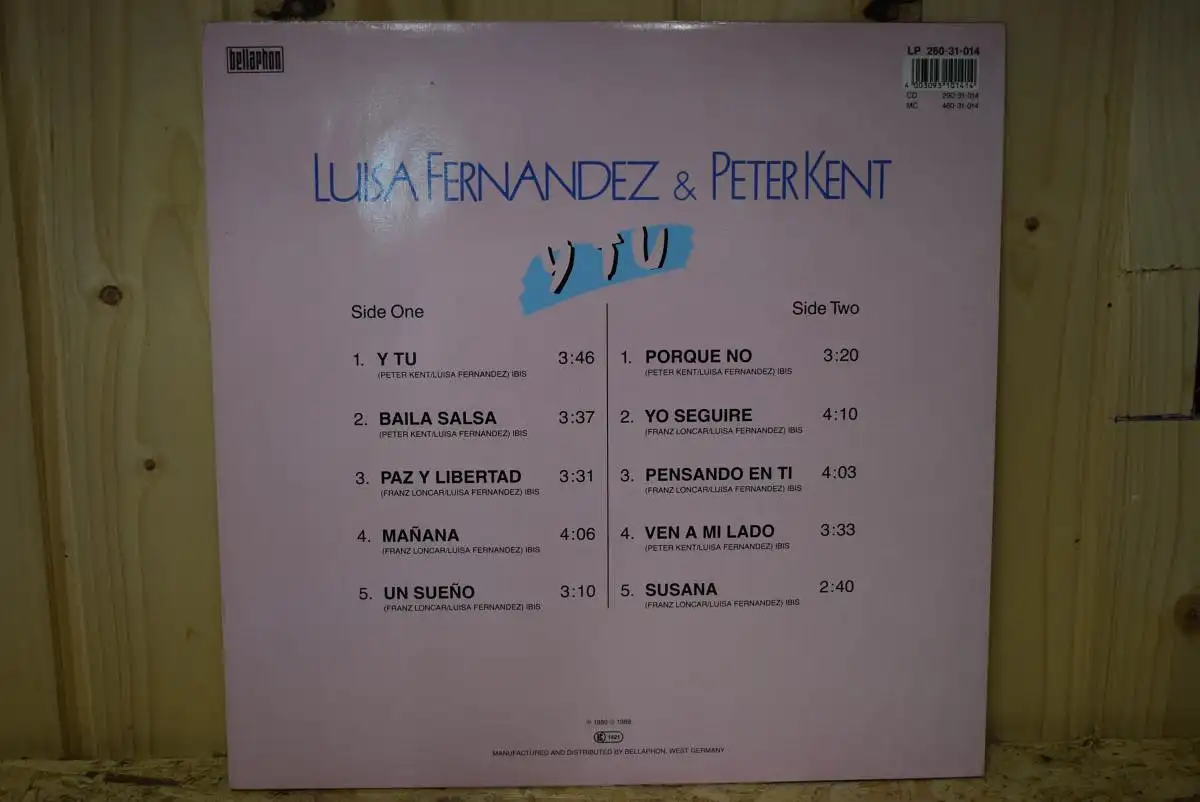 bellaphon
LP 260·31·014
4 003093 101414
CD 290·31·014
MC 460·31·014
LUISA FERNANDEZ & PETER KENT
Y TU
Side One
1. Y TU 3:46
(PETER KENT/LUISA FERNANDEZ) IBIS
2. BAILA SALSA 3:37
(PETER KENT/LUISA FERNANDEZ) IBIS
3. PAZ Y LIBERTAD 3:31
(FRANZ LONCAR/LUISA FERNANDEZ) IBIS
4. MAÑANA 4:06
(FRANZ LONCAR/LUISA FERNANDEZ) IBIS
5. UN SUEÑO 3:10
(FRANZ LONCAR/LUISA FERNANDEZ) IBIS
Side Two
1. PORQUE NO 3:20
(PETER KENT/LUISA FERNANDEZ) IBIS
2. YO SEGUIRE 4:10
(FRANZ LONCAR/LUISA FERNANDEZ) IBIS
3. PENSANDO EN TI 4:03
(FRANZ LONCAR/LUISA FERNANDEZ) IBIS
4. VEN A MI LADO 3:33
(PETER KENT/LUISA FERNANDEZ) IBIS
5. SUSANA 2:40
(FRANZ LONCAR/LUISA FERNANDEZ) IBIS
MANUFACTURED AND DISTRIBUTED BY BELLAPHON, WEST GERMANY